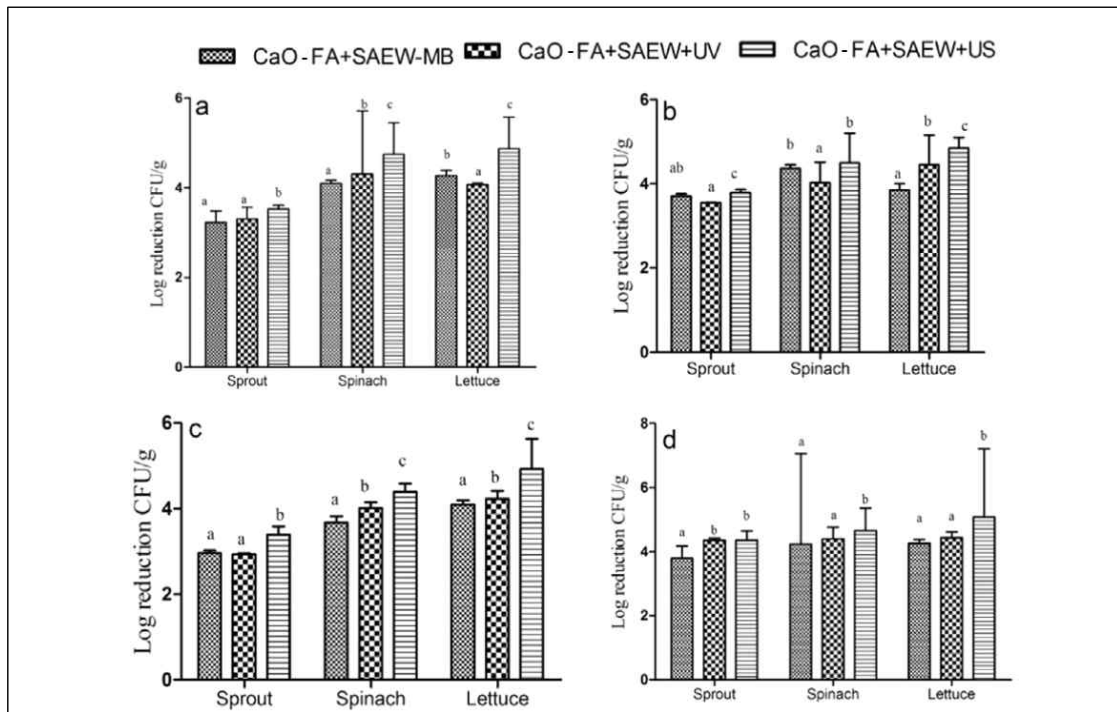 CaO-FA+SAEW-MB CaO-FA+SAEW+UV CaO-FA+SAEW+US
a
Log reduction CFU/g
6
4
2
0
a a b
a b c
b a c
Sprout Spinach Lettuce
b
Log reduction CFU/g
6
4
2
0
ab a c
b a b
a b c
Sprout Spinach Lettuce
c
Log reduction CFU/g
6
4
2
0
a a b
a b c
a b c
Sprout Spinach Lettuce
d
Log reduction CFU/g
8
6
4
2
0
a b b
a a b
a a b
Sprout Spinach Lettuce